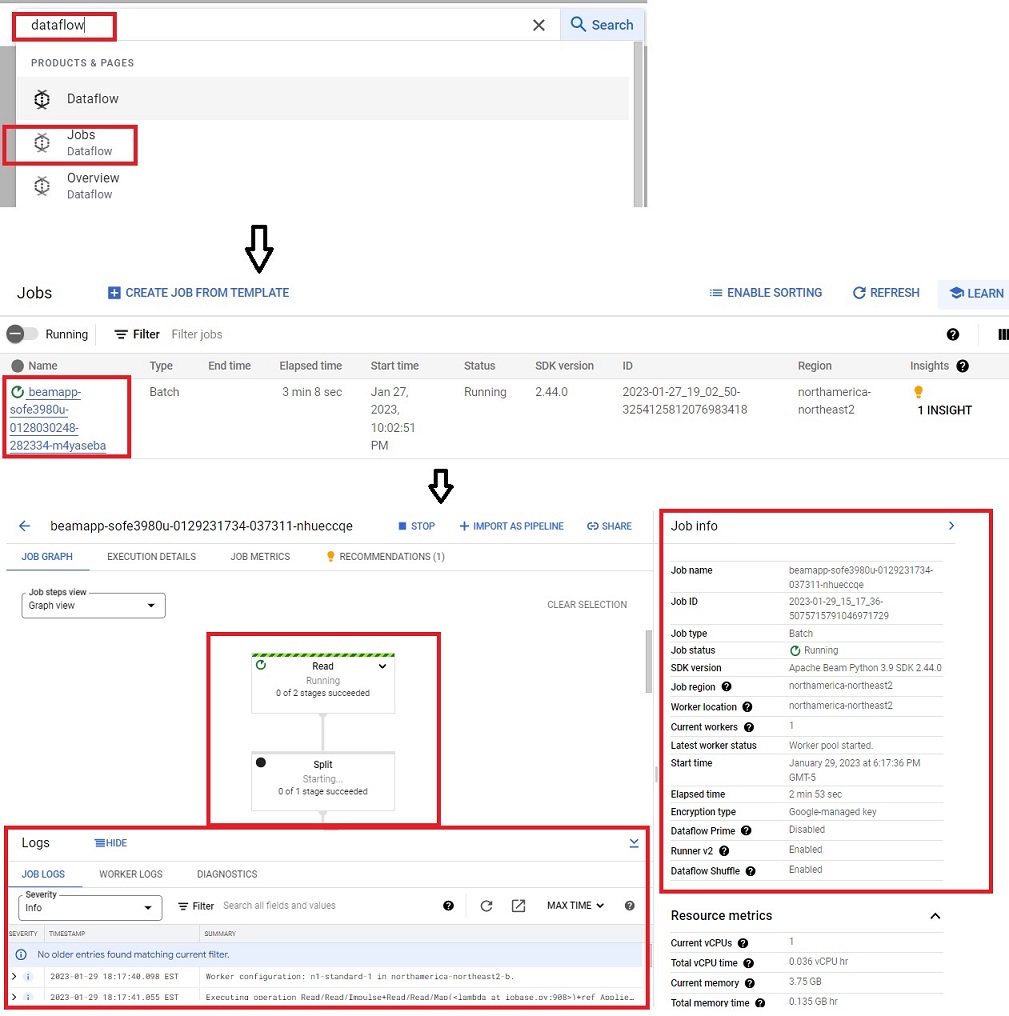 dataflow
Search
PRODUCTS & PAGES
Dataflow
Jobs
Dataflow
Overview
Dataflow
Jobs
CREATE JOB FROM TEMPLATE
ENABLE SORTING
REFRESH
LEARN
Running
Filter
Filter jobs
Name Type End time Elapsed time Start time Status SDK version ID Region Insights
beamapp-
sofe3980u-
0128030248-
282334-m4yaseba
Batch
3 min 8 sec
Jan 27,
2023,
10:02:51
PM
Running
2.44.0
2023-01-27_19_02_50-
3254125812076983418
northamerica-
northeast2
1 INSIGHT
beamapp-sofe3980u-0129231734-037311-nhueccqe
STOP
IMPORT AS PIPELINE
SHARE
JOB GRAPH
EXECUTION DETAILS
JOB METRICS
RECOMMENDATIONS (1)
Job steps view
Graph view
CLEAR SELECTION
Read
Running
0 of 2 stages succeeded
Split
Starting...
0 of 1 stage succeeded
Logs
HIDE
JOB LOGS
WORKER LOGS
DIAGNOSTICS
Severity
Info
Filter
Search all fields and values
MAX TIME
SEVERITY TIMESTAMP SUMMARY
No older entries found matching current filter.
2023-01-29 18:17:40.098 EST Worker configuration: n1-standard-1 in northamerica-northeast2-b.
2023-01-29 18:17:41.055 EST Executing operation Read/Read/Impulse+Read/Read/Map(<lambda at iobase.py:908>)+ref_Applie…
Job info
Job name beamapp-sofe3980u-0129231734-
037311-nhueccqe
Job ID 2023-01-29_15_17_36-
5075715791046971729
Job type Batch
Job status Running
SDK version Apache Beam Python 3.9 SDK 2.44.0
Job region northamerica-northeast2
Worker location northamerica-northeast2
Current workers 1
Latest worker status Worker pool started.
Start time January 29, 2023 at 6:17:36 PM
GMT-5
Elapsed time 2 min 53 sec
Encryption type Google-managed key
Dataflow Prime Disabled
Runner v2 Enabled
Dataflow Shuffle Enabled
Resource metrics
Current vCPUs 1
Total vCPU time 0.036 vCPU hr
Current memory 3.75 GB
Total memory time 0.135 GB hr